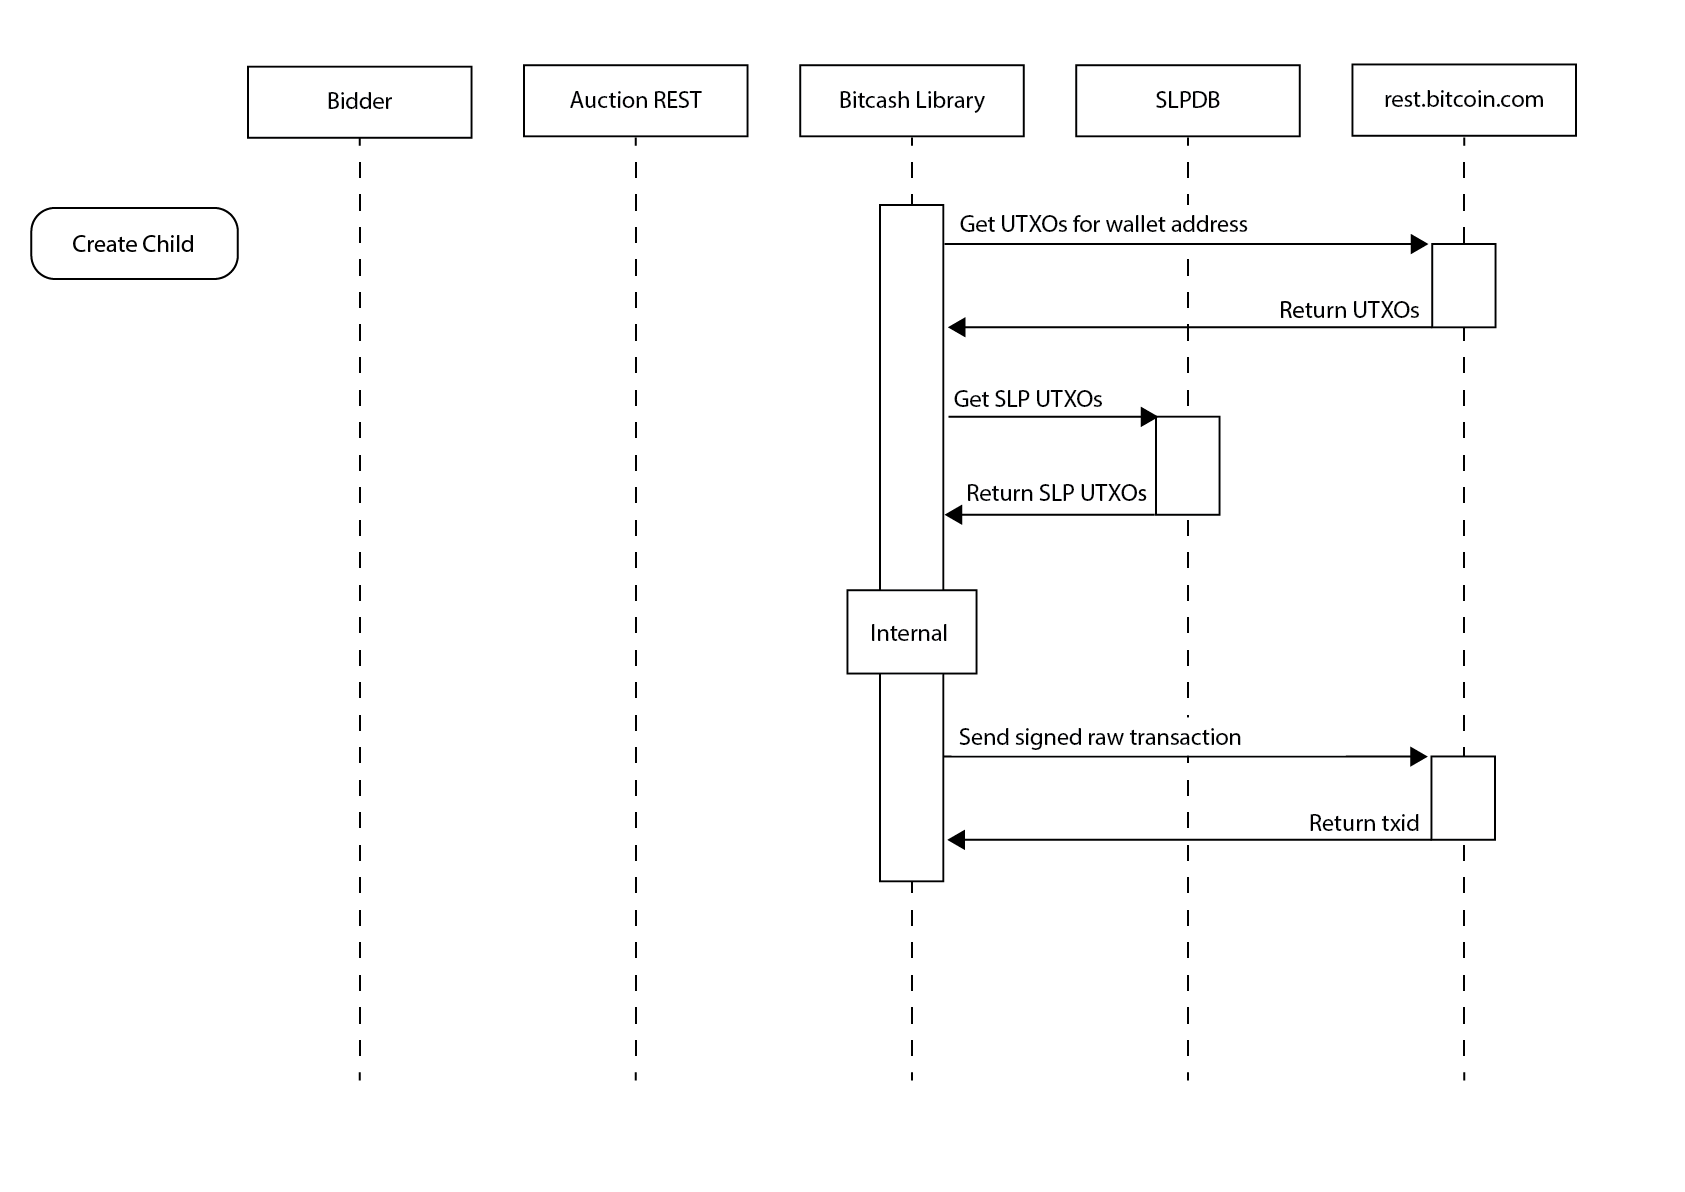 Bidder
Auction REST
Bitcash Library
SLPDB
rest.bitcoin.com
Create Child
Get UTXOs for wallet address
Return UTXOs
Get SLP UTXOs
Return SLP UTXOs
Internal
Send signed raw transaction
Return txid